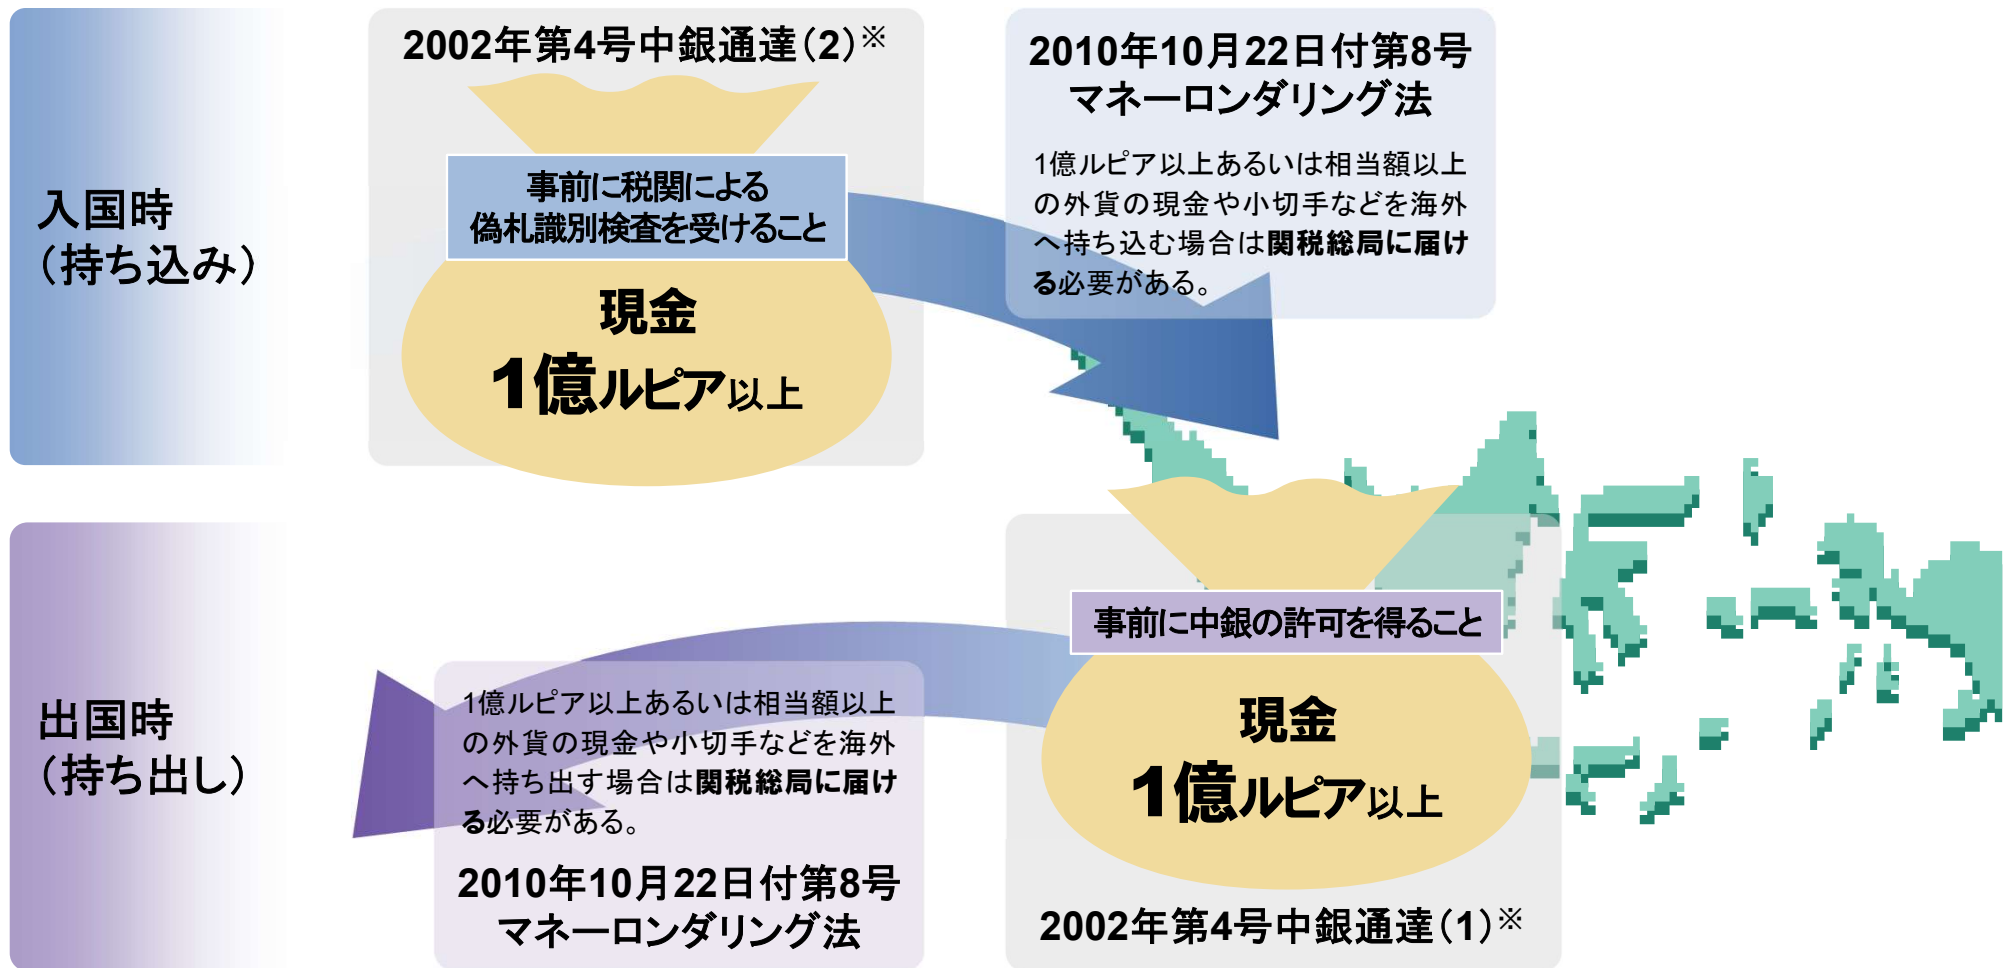 入国時
（持ち込み）
2002年第4号中銀通達（2）※
事前に税関による
偽札識別検査を受けること
現金
1億ルピア以上
2010年10月22日付第8号
マネーロンダリング法
1億ルピア以上あるいは相当額以上
の外貨の現金や小切手などを海外
へ持ち込む場合は関税総局に届け
る必要がある。
出国時
（持ち出し）
1億ルピア以上あるいは相当額以上
の外貨の現金や小切手などを海外
へ持ち出す場合は関税総局に届け
る必要がある。
2010年10月22日付第8号
マネーロンダリング法
事前に中銀の許可を得ること
現金
1億ルピア以上
2002年第4号中銀通達（1）※